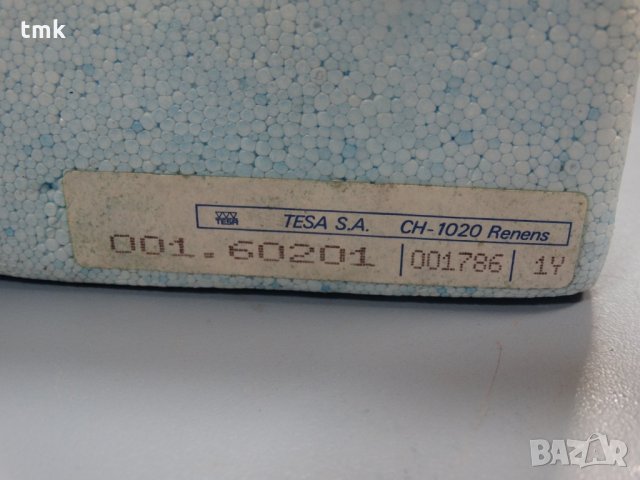 tmk
TESA TESA S.A. CH-1020 Renens
001.60201 001786 1Y
BAZAR